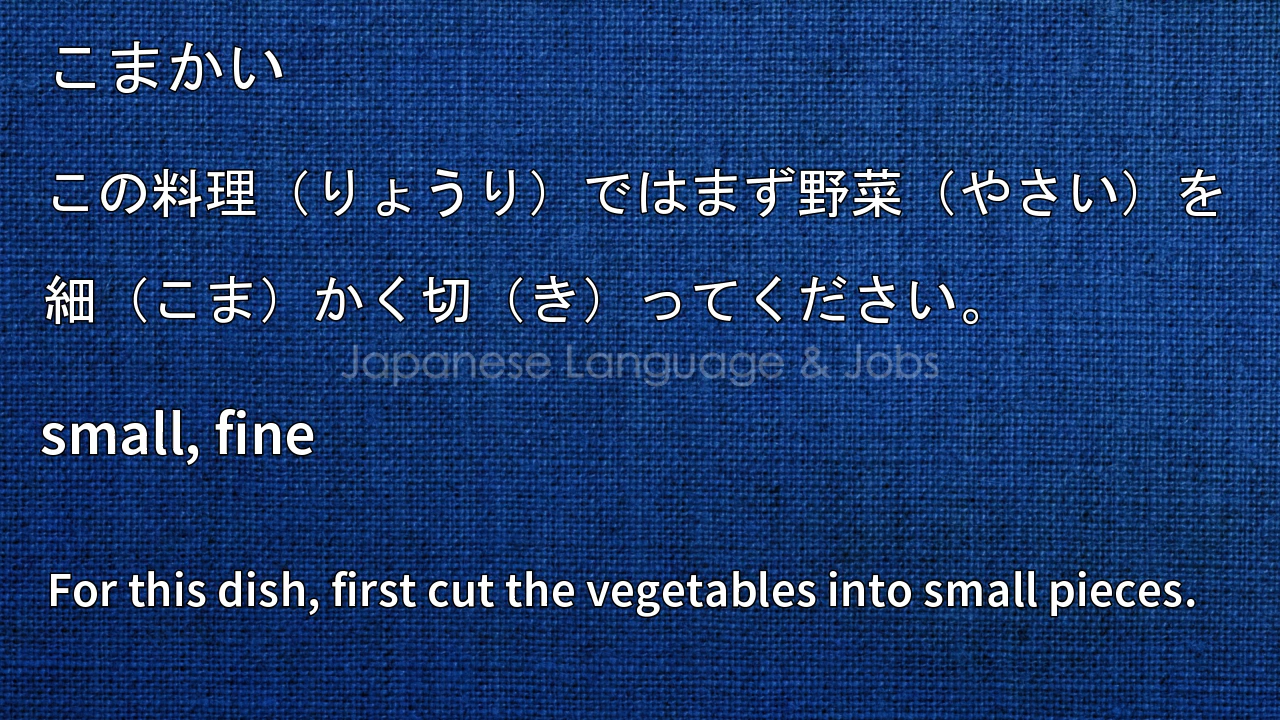 こまかい
この料理（りょうり）ではまず野菜（やさい）を
細（こま）かく切（き）ってください。
Japanese Language & Jobs
small, fine
For this dish, first cut the vegetables into small pieces.